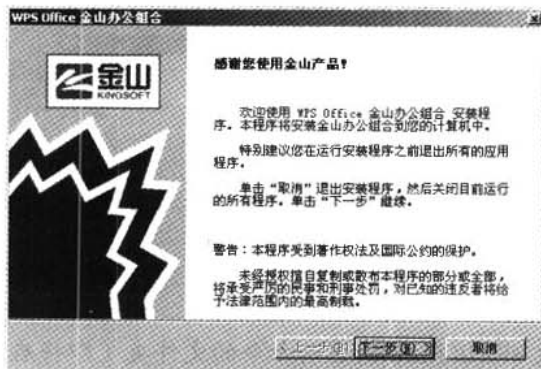 WPS Office 金山办公组合
金山
KINGSOFT
感谢您使用金山产品!
欢迎使用 WPS Office 金山办公组合 安装程
序。本程序将安装金山办公组合到您的计算机中。
特别建议您在运行安装程序之前退出所有的应用
程序。
单击“取消”退出安装程序，然后关闭目前运行
的所有程序。单击“下一步”继续。
警告：本程序受到著作权法及国际公约的保护。
未经授权擅自复制或散布本程序的部分或全部，
将承受严厉的民事和刑事处罚，对已知的违反者将给
予法律范围内的最高制裁。
< 上一步(B) 下一步(N) > 取消